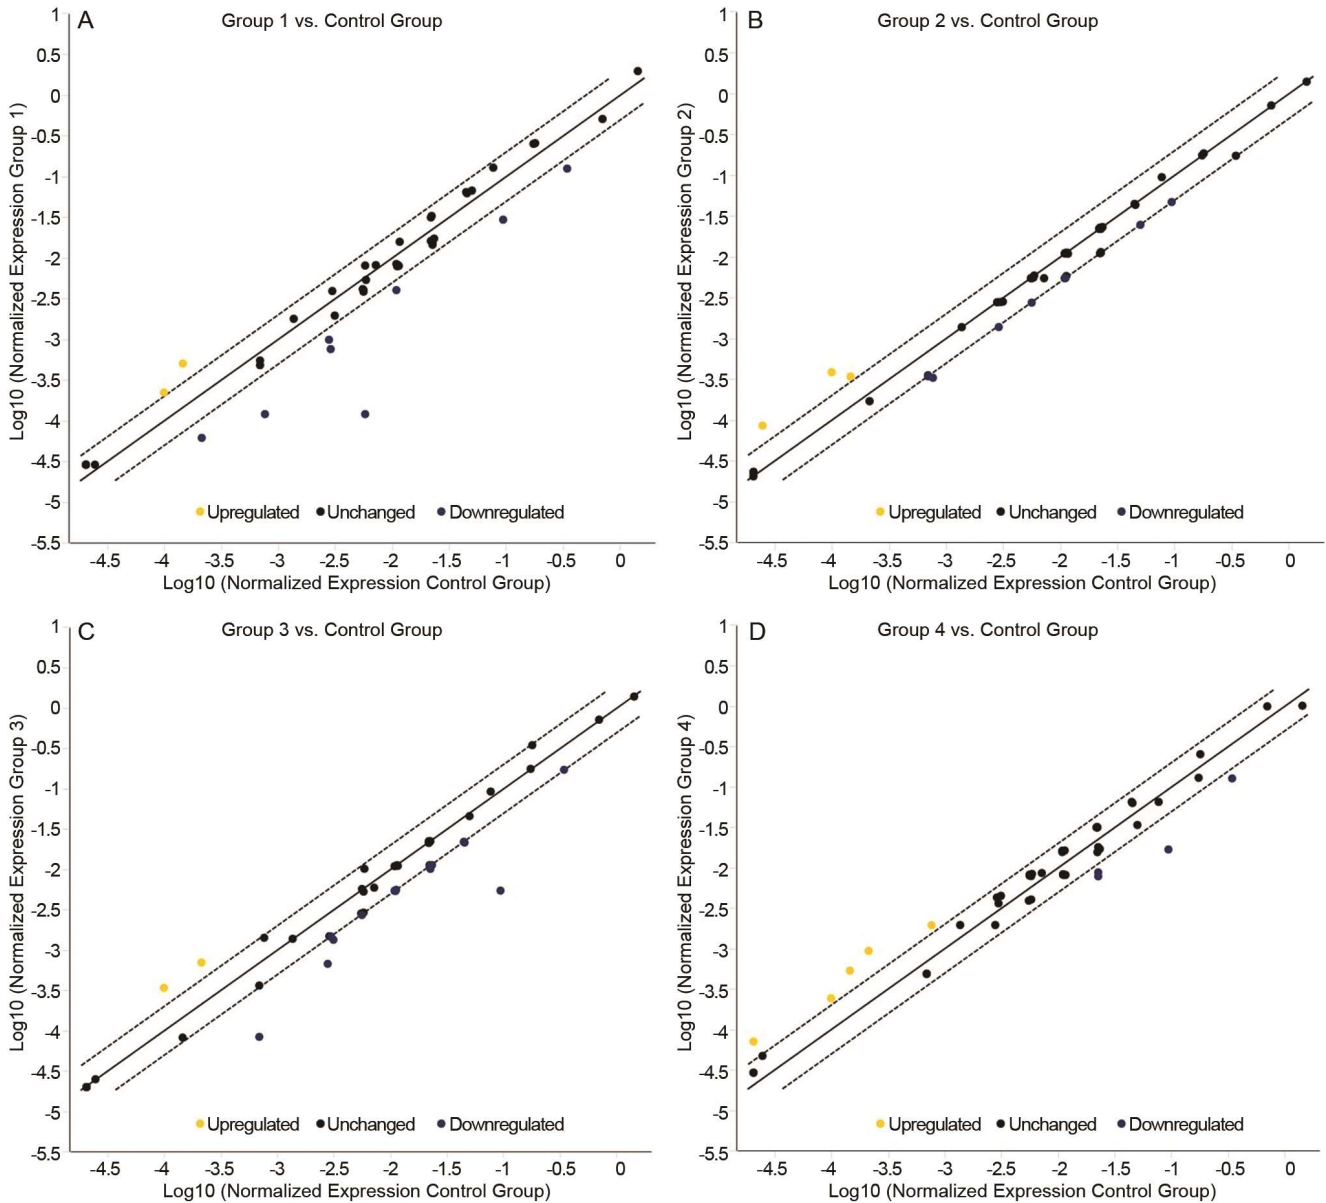 A
Group 1 vs. Control Group
1
0.5
0
-0.5
-1
-1.5
-2
-2.5
-3
-3.5
-4
-4.5
-5
-5.5
Log10 (Normalized Expression Group 1)
Upregulated Unchanged Downregulated
-4.5 -4 -3.5 -3 -2.5 -2 -1.5 -1 -0.5 0
Log10 (Normalized Expression Control Group)
B
Group 2 vs. Control Group
1
0.5
0
-0.5
-1
-1.5
-2
-2.5
-3
-3.5
-4
-4.5
-5
-5.5
Log10 (Normalized Expression Group 2)
Upregulated Unchanged Downregulated
-4.5 -4 -3.5 -3 -2.5 -2 -1.5 -1 -0.5 0
Log10 (Normalized Expression Control Group)
C
Group 3 vs. Control Group
1
0.5
0
-0.5
-1
-1.5
-2
-2.5
-3
-3.5
-4
-4.5
-5
-5.5
Log10 (Normalized Expression Group 3)
Upregulated Unchanged Downregulated
-4.5 -4 -3.5 -3 -2.5 -2 -1.5 -1 -0.5 0
Log10 (Normalized Expression Control Group)
D
Group 4 vs. Control Group
1
0.5
0
-0.5
-1
-1.5
-2
-2.5
-3
-3.5
-4
-4.5
-5
-5.5
Log10 (Normalized Expression Group 4)
Upregulated Unchanged Downregulated
-4.5 -4 -3.5 -3 -2.5 -2 -1.5 -1 -0.5 0
Log10 (Normalized Expression Control Group)